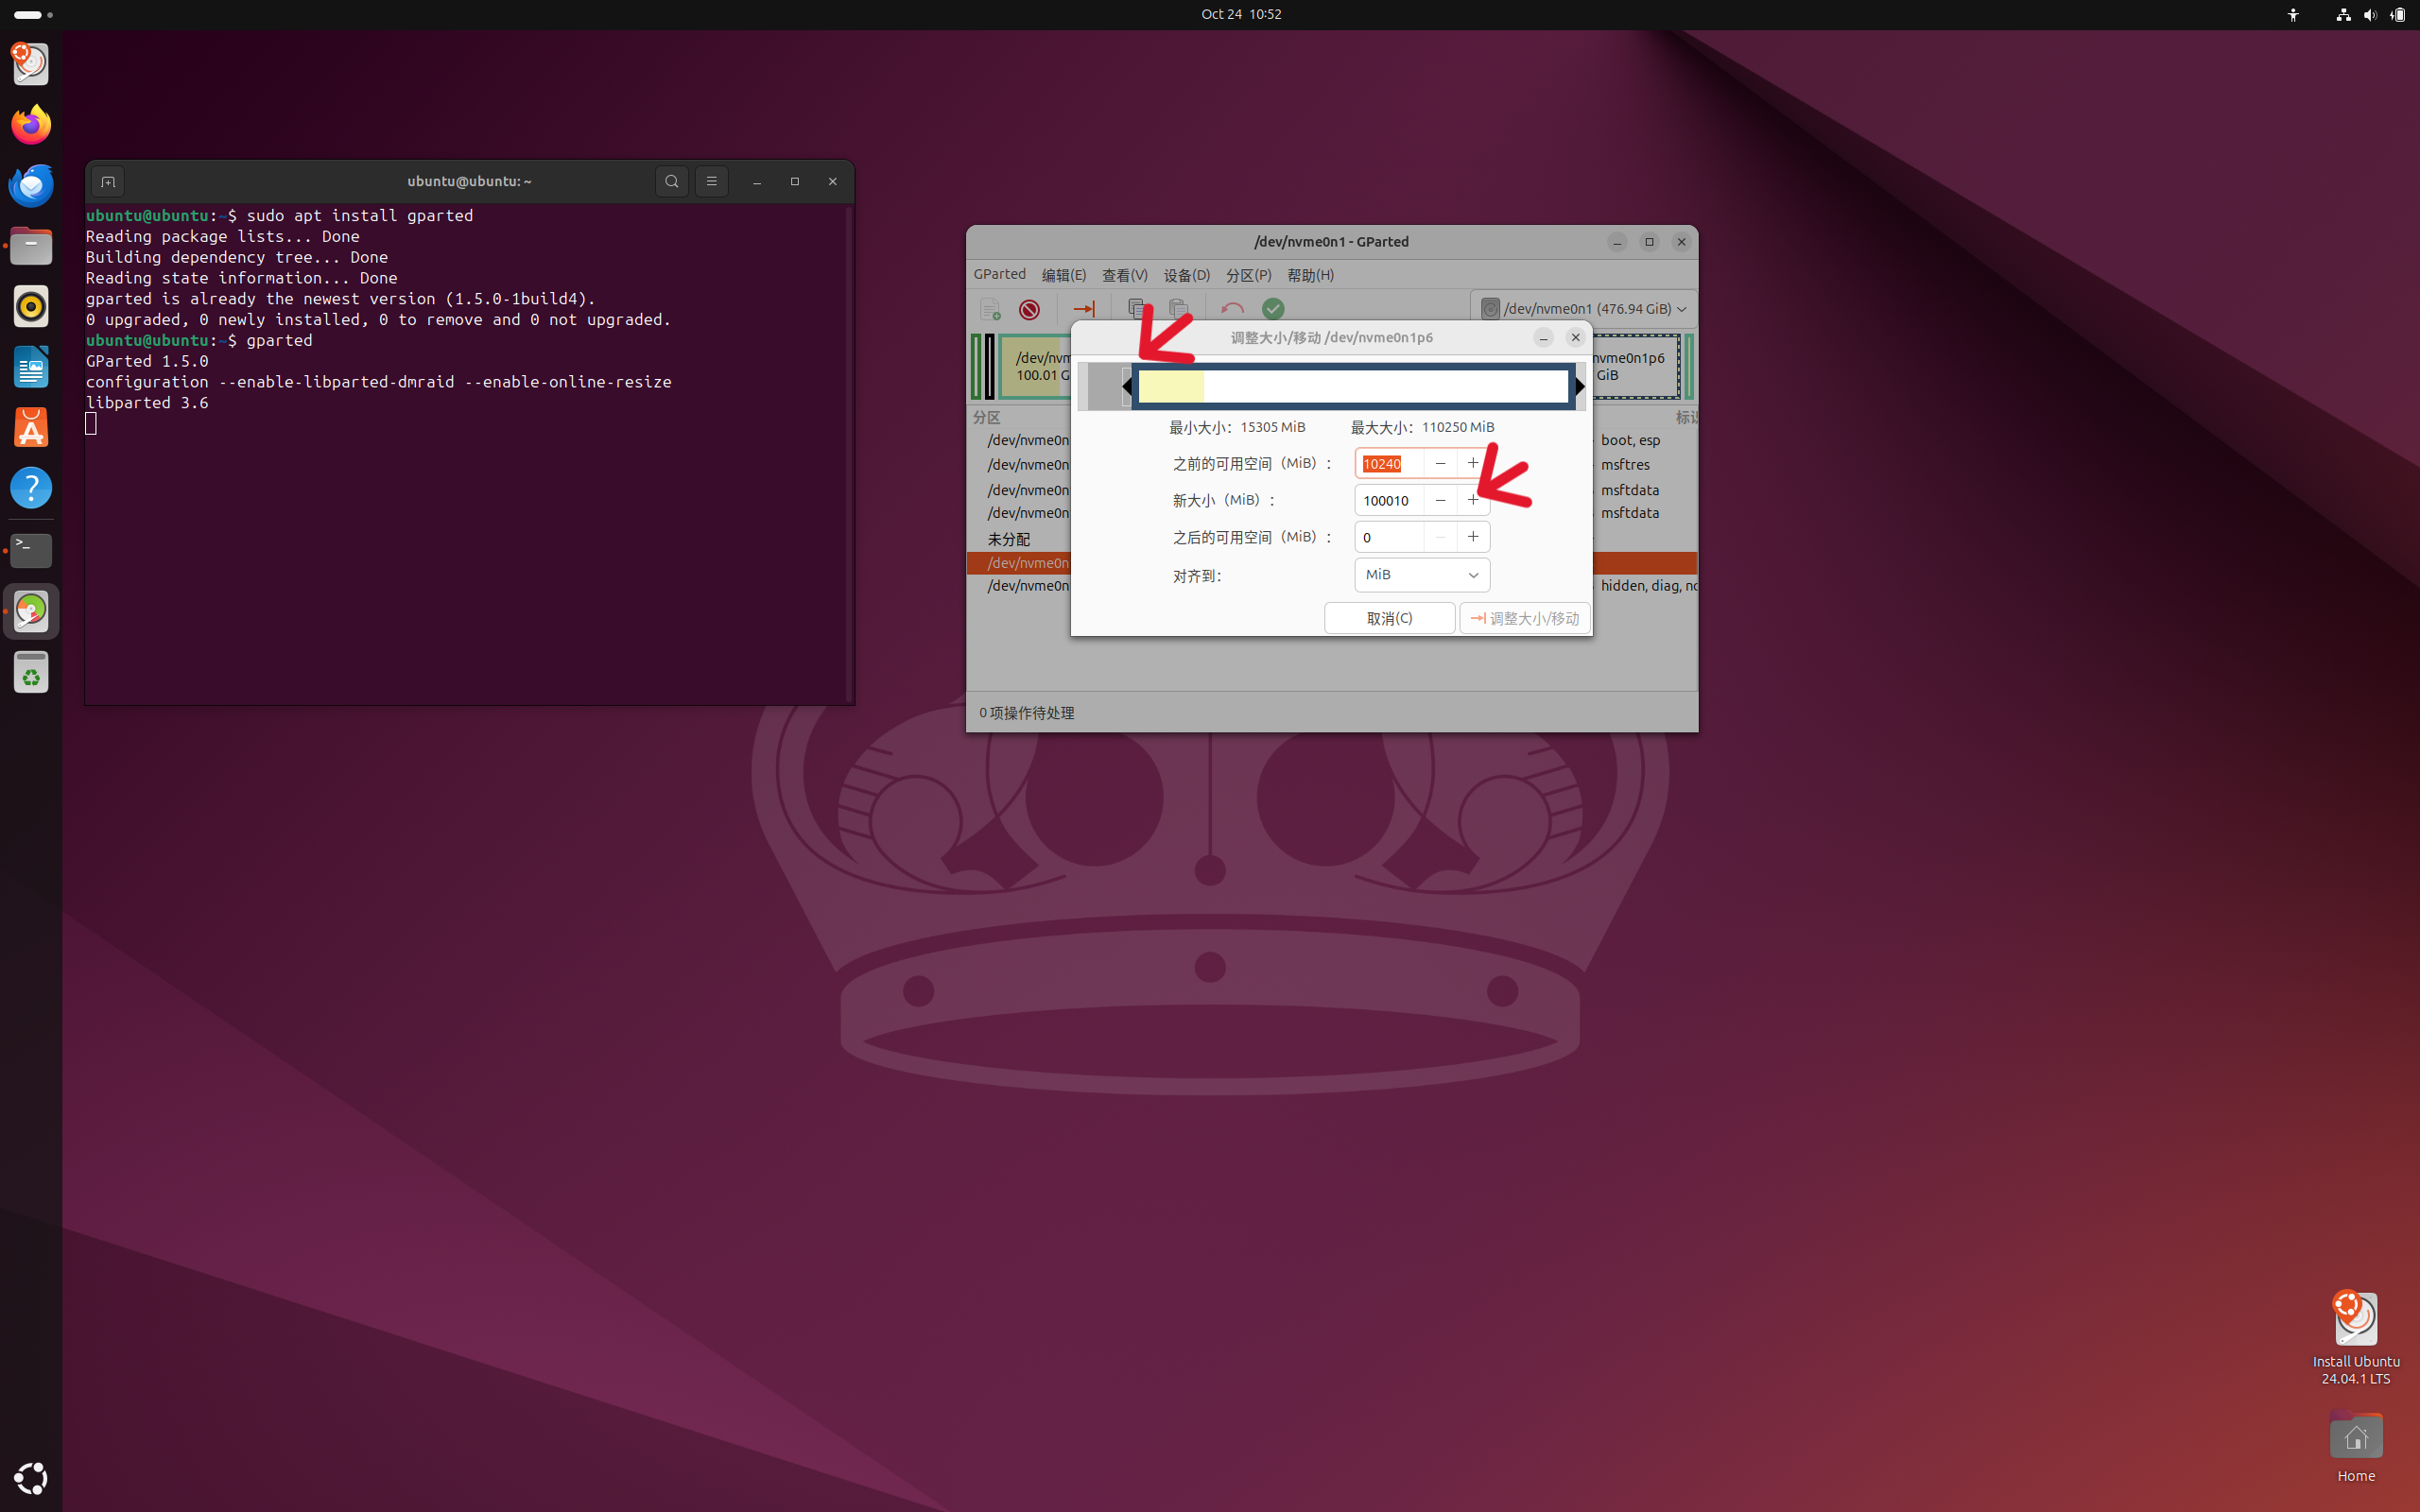 Oct 24 10:52
ubuntu@ubuntu: ~
ubuntu@ubuntu:~$ sudo apt install gparted
Reading package lists... Done
Building dependency tree... Done
Reading state information... Done
gparted is already the newest version (1.5.0-1build4).
0 upgraded, 0 newly installed, 0 to remove and 0 not upgraded.
ubuntu@ubuntu:~$ gparted
GParted 1.5.0
configuration --enable-libparted-dmraid --enable-online-resize
libparted 3.6
/dev/nvme0n1 - GParted
GParted 编辑(E) 查看(V) 设备(D) 分区(P) 帮助(H)
/dev/nvme0n1 (476.94 GiB)
调整大小/移动 /dev/nvme0n1p6
/dev/nvm
100.01 G
nvme0n1p6
GiB
最小大小：15305 MiB 最大大小：110250 MiB
之前的可用空间（MiB）： 10240
新大小（MiB）： 100010
之后的可用空间（MiB）： 0
对齐到： MiB
取消(C) 调整大小/移动
分区 标识
/dev/nvme0n boot, esp
/dev/nvme0n msftres
/dev/nvme0n msftdata
/dev/nvme0n msftdata
未分配
/dev/nvme0n
/dev/nvme0n hidden, diag, no
0 项操作待处理
Install Ubuntu
24.04.1 LTS
Home